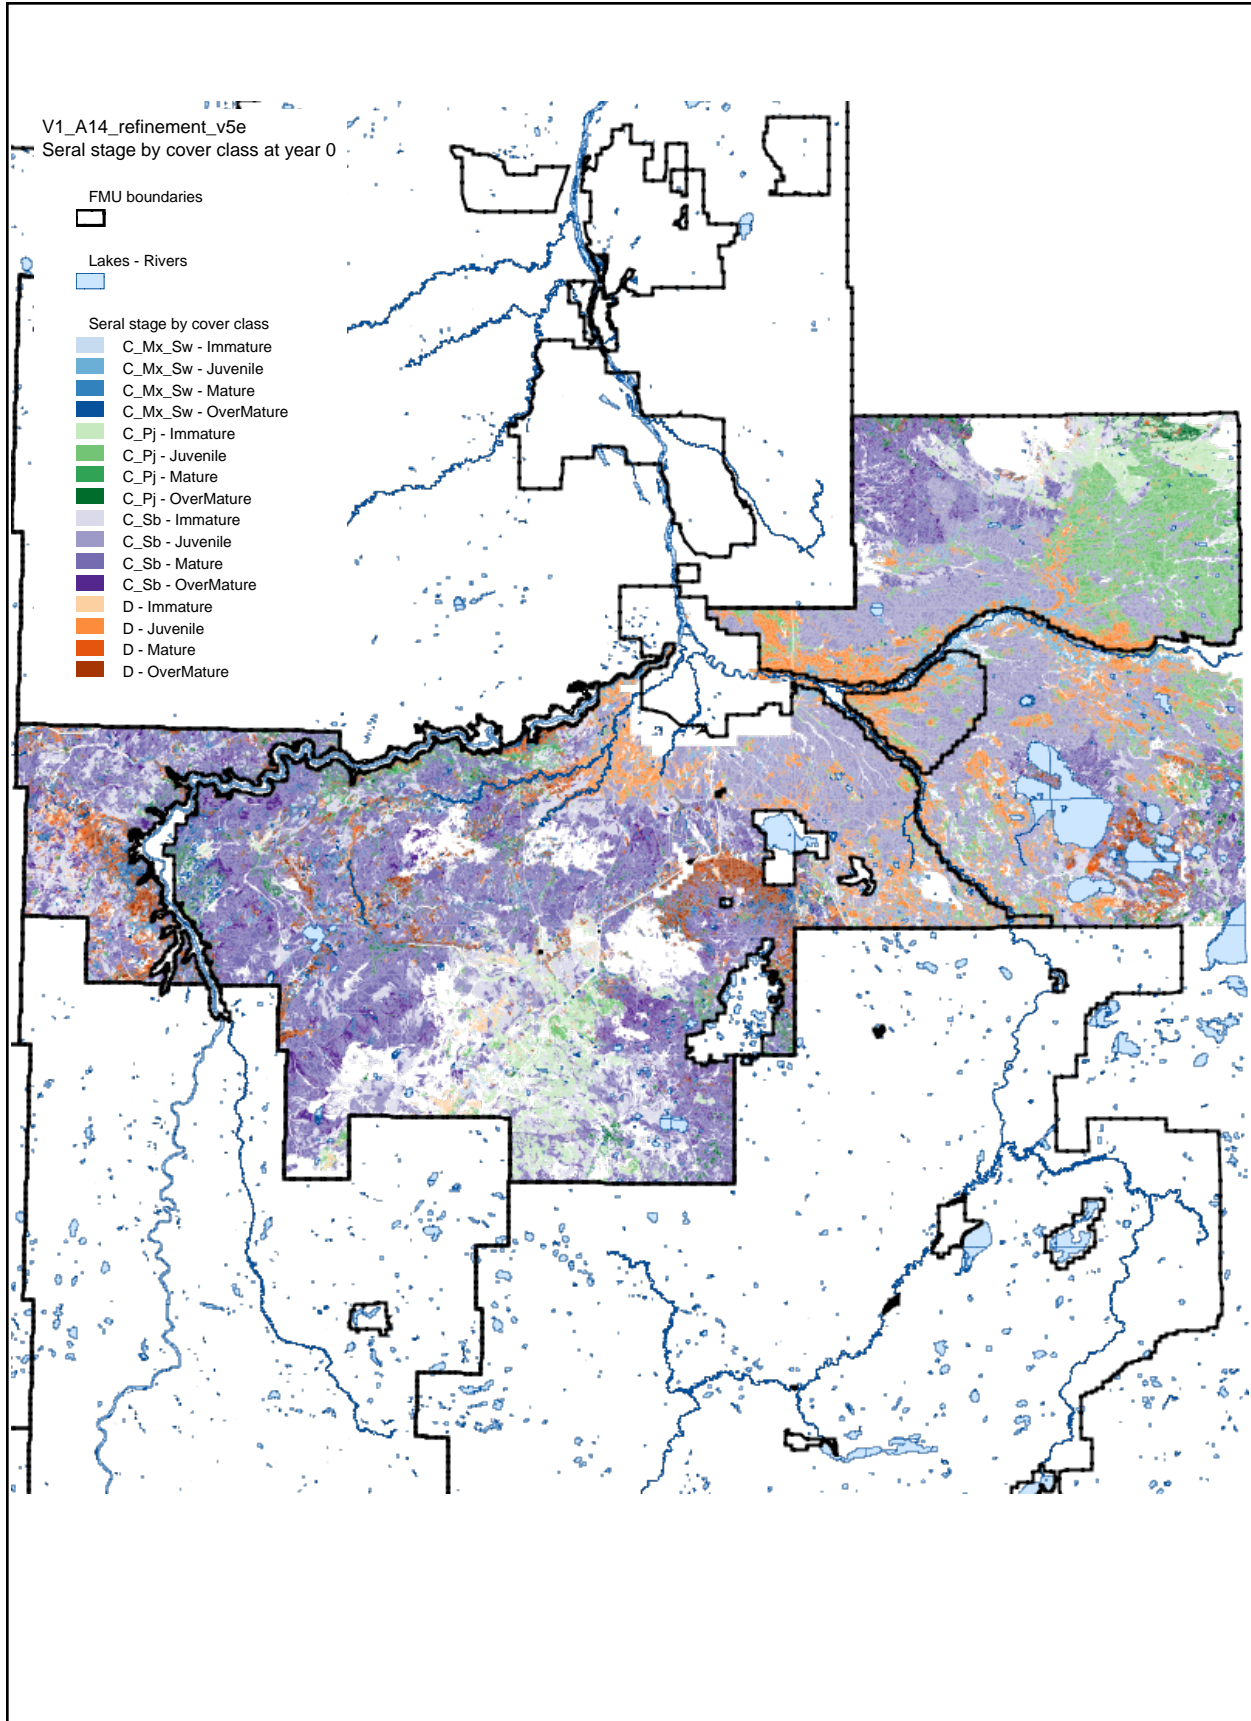 V1_A14_refinement_v5e
Seral stage by cover class at year 0
FMU boundaries
Lakes - Rivers
Seral stage by cover class
C_Mx_Sw - Immature
C_Mx_Sw - Juvenile
C_Mx_Sw - Mature
C_Mx_Sw - OverMature
C_Pj - Immature
C_Pj - Juvenile
C_Pj - Mature
C_Pj - OverMature
C_Sb - Immature
C_Sb - Juvenile
C_Sb - Mature
C_Sb - OverMature
D - Immature
D - Juvenile
D - Mature
D - OverMature